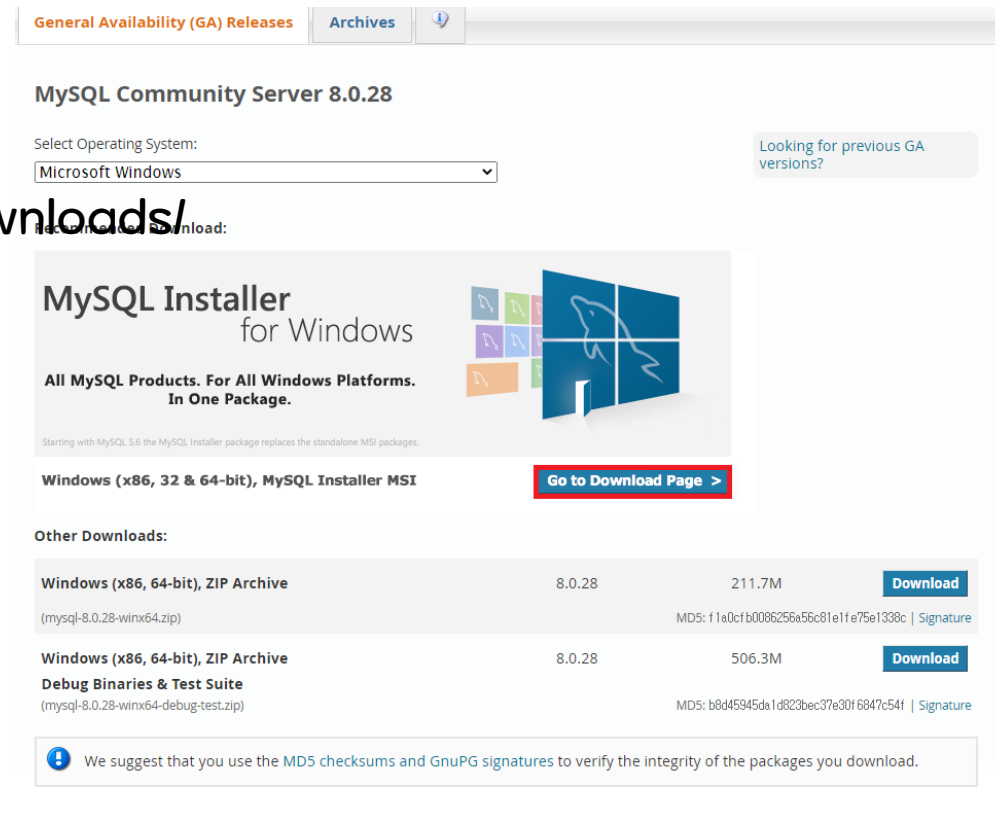 General Availability (GA) Releases Archives
MySQL Community Server 8.0.28
Select Operating System:
Looking for previous GA versions?
Microsoft Windows
wnloads/
Recommended Download:
MySQL Installer
for Windows
All MySQL Products. For All Windows Platforms.
In One Package.
Starting with MySQL 5.6 the MySQL Installer package replaces the standalone MSI packages.
Windows (x86, 32 & 64-bit), MySQL Installer MSI Go to Download Page >
Other Downloads:
Windows (x86, 64-bit), ZIP Archive 8.0.28 211.7M Download
(mysql-8.0.28-winx64.zip) MD5: f1a0cfb0086256a56c81e1fe75e1338c | Signature
Windows (x86, 64-bit), ZIP Archive 8.0.28 506.3M Download
Debug Binaries & Test Suite
(mysql-8.0.28-winx64-debug-test.zip) MD5: b8d45945da1d823bec37e30f6847c54f | Signature
We suggest that you use the MD5 checksums and GnuPG signatures to verify the integrity of the packages you download.